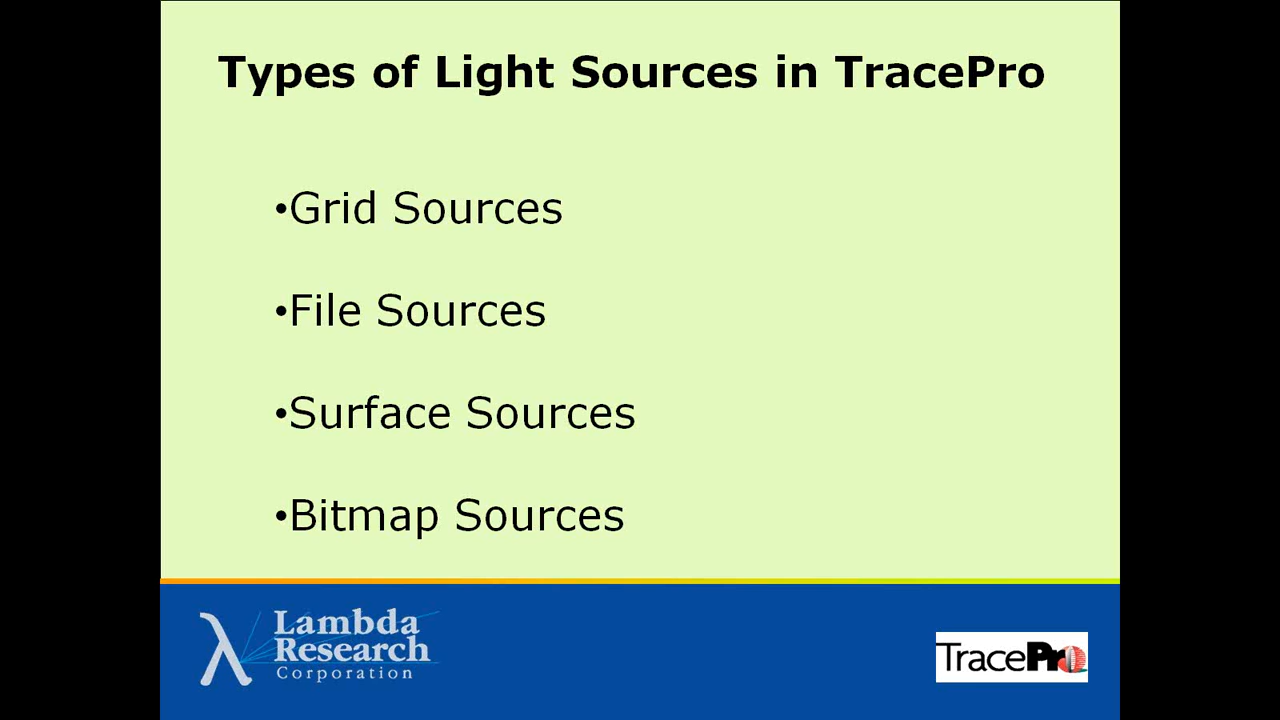 Types of Light Sources in TracePro
•Grid Sources
•File Sources
•Surface Sources
•Bitmap Sources
λ Lambda
Research
Corporation
TracePro